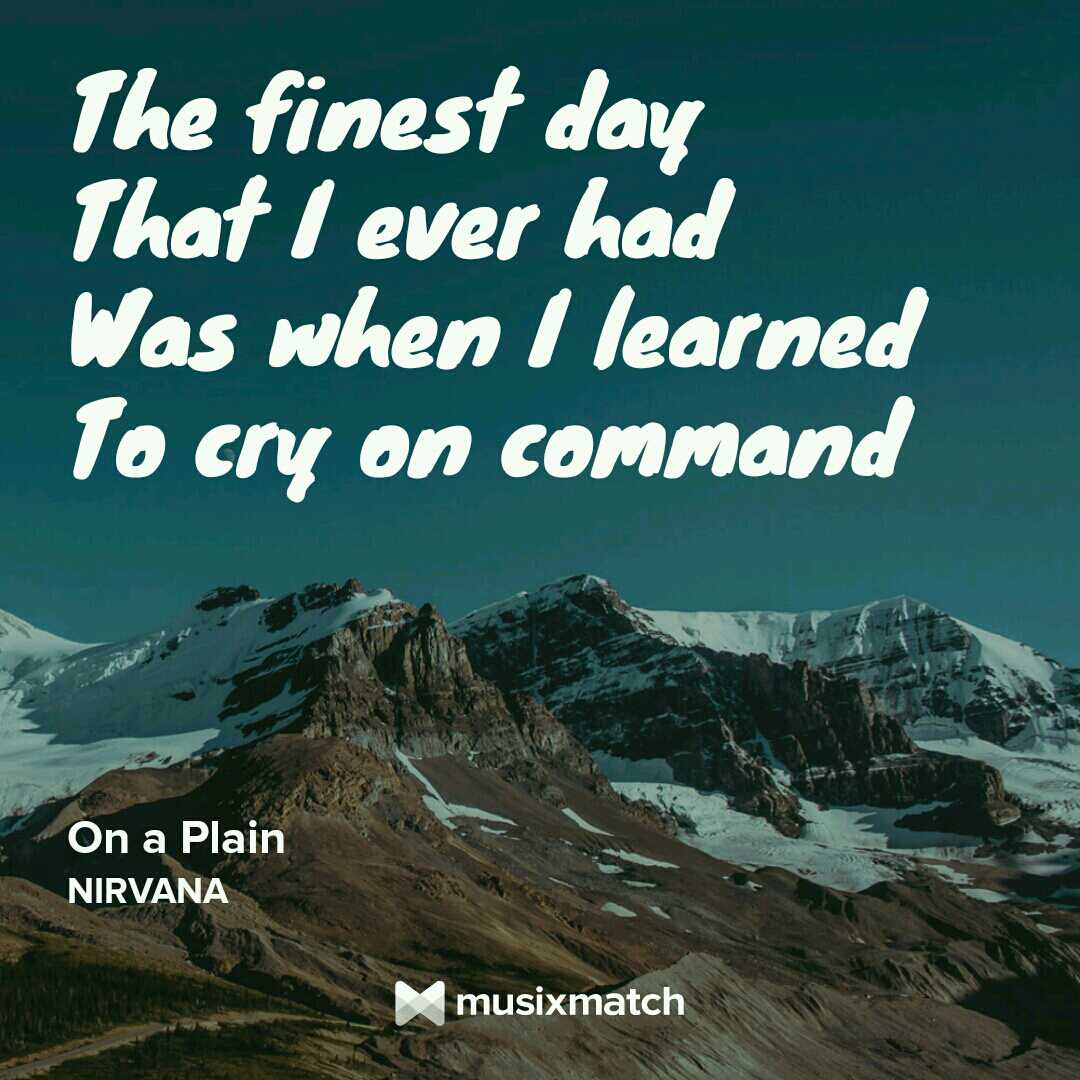 The finest day
That I ever had
Was when I learned
To cry on command
On a Plain
NIRVANA
musixmatch